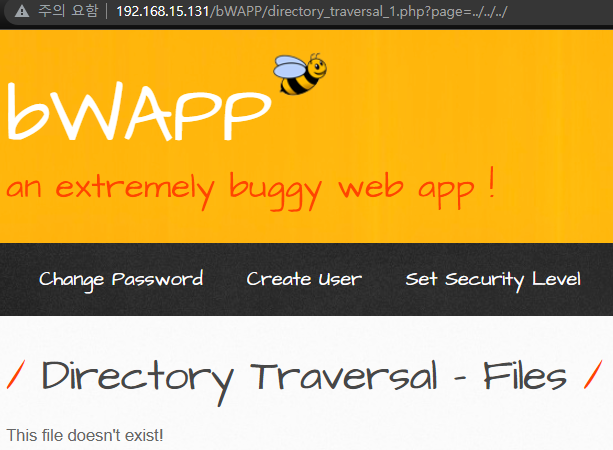 주의 요함 | 192.168.15.131/bWAPP/directory_traversal_1.php?page=../../../
bWAPP
an extremely buggy web app !
Change Password Create User Set Security Level
/ Directory Traversal - Files /
This file doesn't exist!